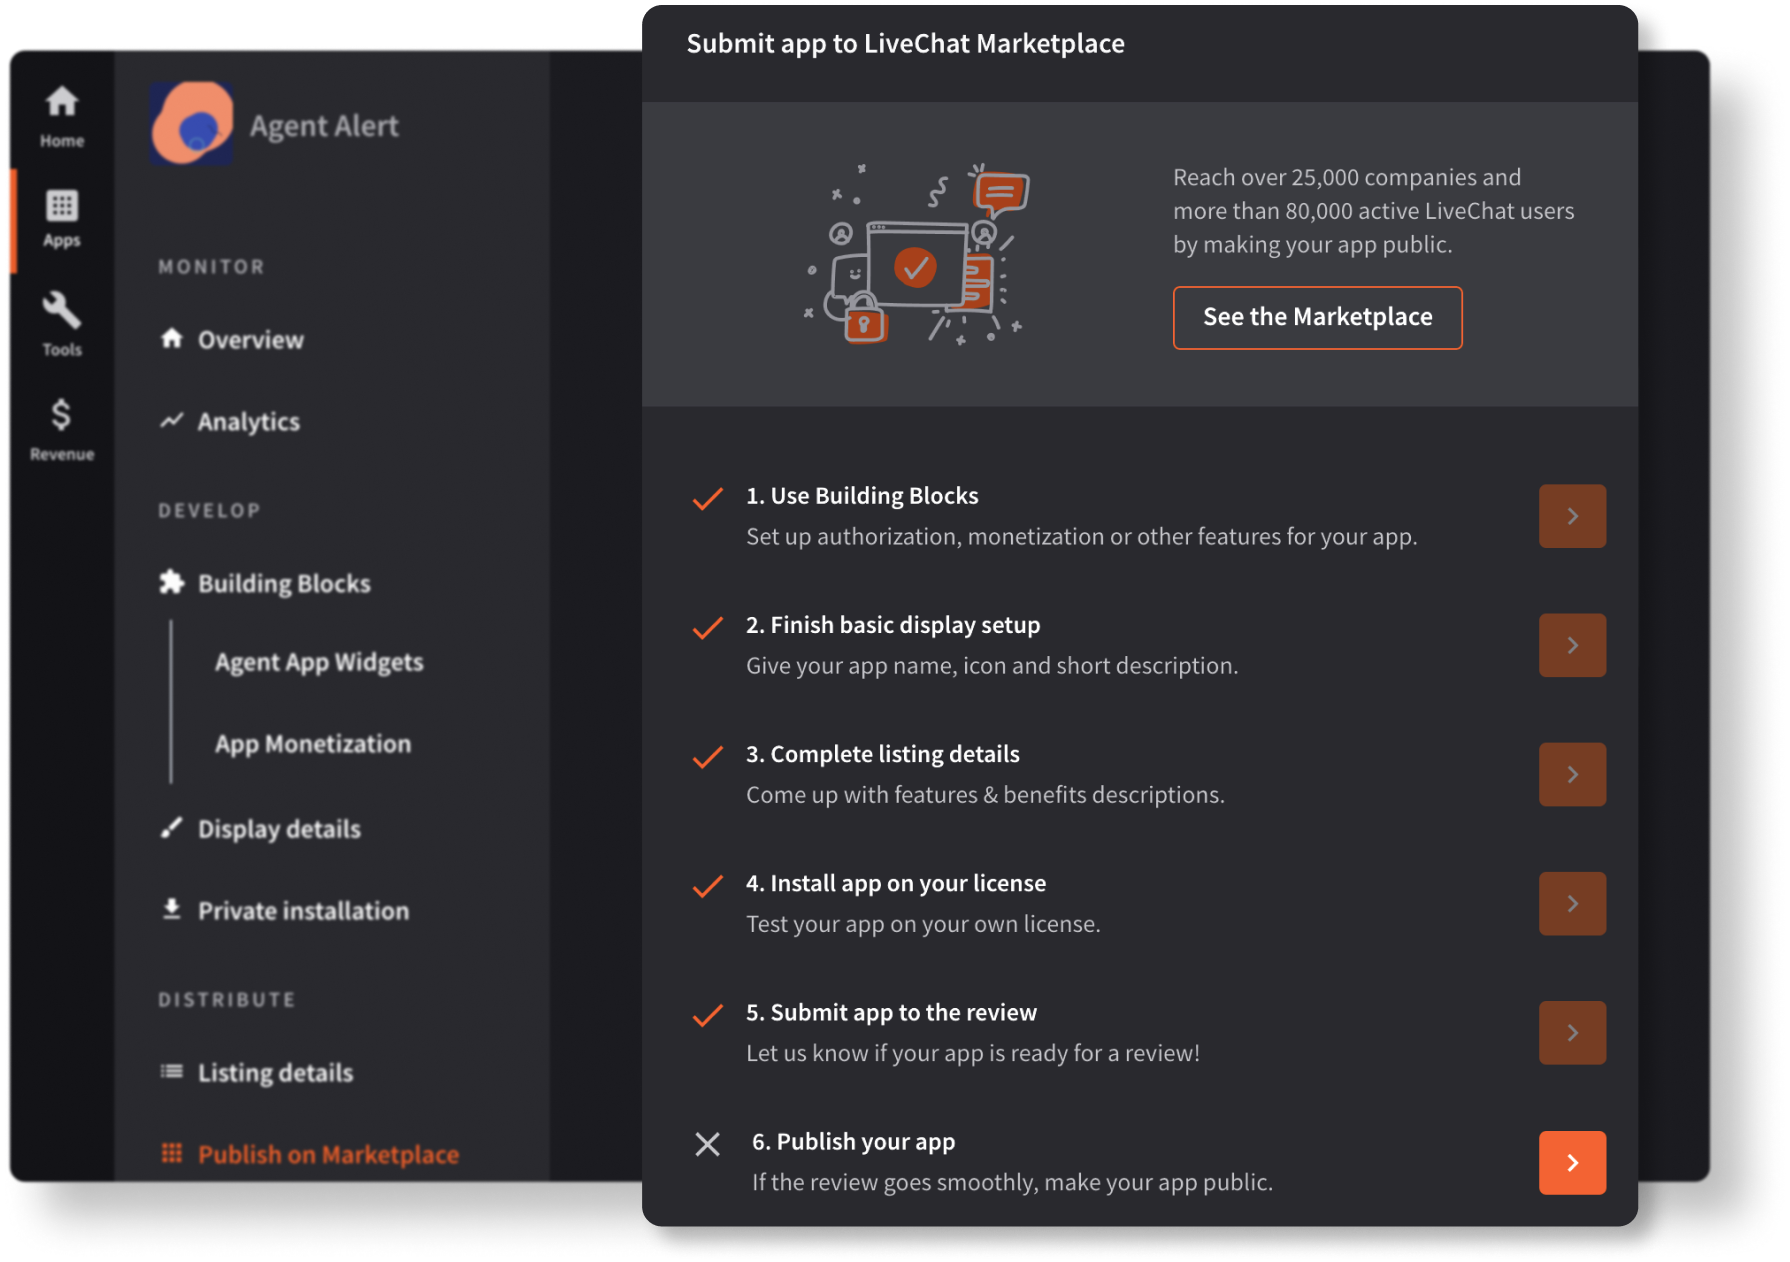 Home
Apps
Tools
Revenue
Agent Alert
MONITOR
Overview
Analytics
DEVELOP
Building Blocks
Agent App Widgets
App Monetization
Display details
Private installation
DISTRIBUTE
Listing details
Publish on Marketplace
Submit app to LiveChat Marketplace
Reach over 25,000 companies and
more than 80,000 active LiveChat users
by making your app public.
See the Marketplace
1. Use Building Blocks
Set up authorization, monetization or other features for your app.
2. Finish basic display setup
Give your app name, icon and short description.
3. Complete listing details
Come up with features & benefits descriptions.
4. Install app on your license
Test your app on your own license.
5. Submit app to the review
Let us know if your app is ready for a review!
6. Publish your app
If the review goes smoothly, make your app public.